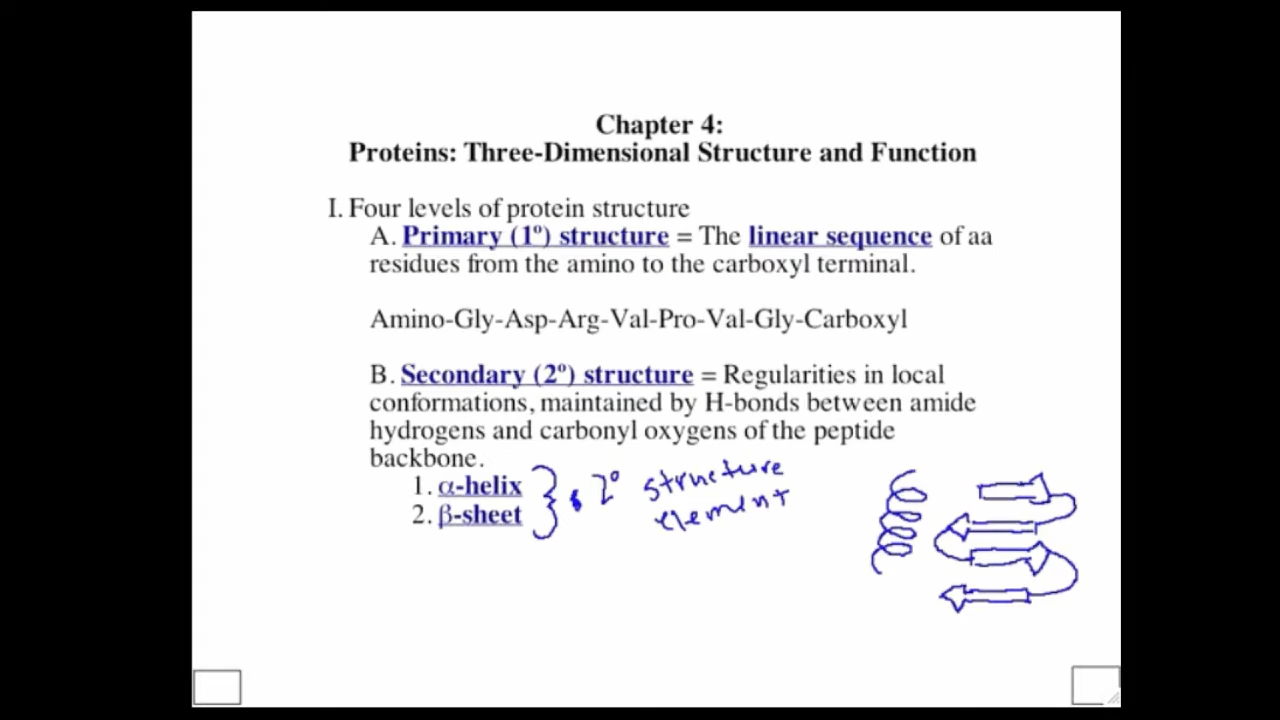 Chapter 4:
Proteins: Three-Dimensional Structure and Function
I. Four levels of protein structure
A. Primary (1º) structure = The linear sequence of aa
residues from the amino to the carboxyl terminal.
Amino-Gly-Asp-Arg-Val-Pro-Val-Gly-Carboxyl
B. Secondary (2º) structure = Regularities in local
conformations, maintained by H-bonds between amide
hydrogens and carbonyl oxygens of the peptide
backbone.
1. α-helix
2. β-sheet
2º structure
element